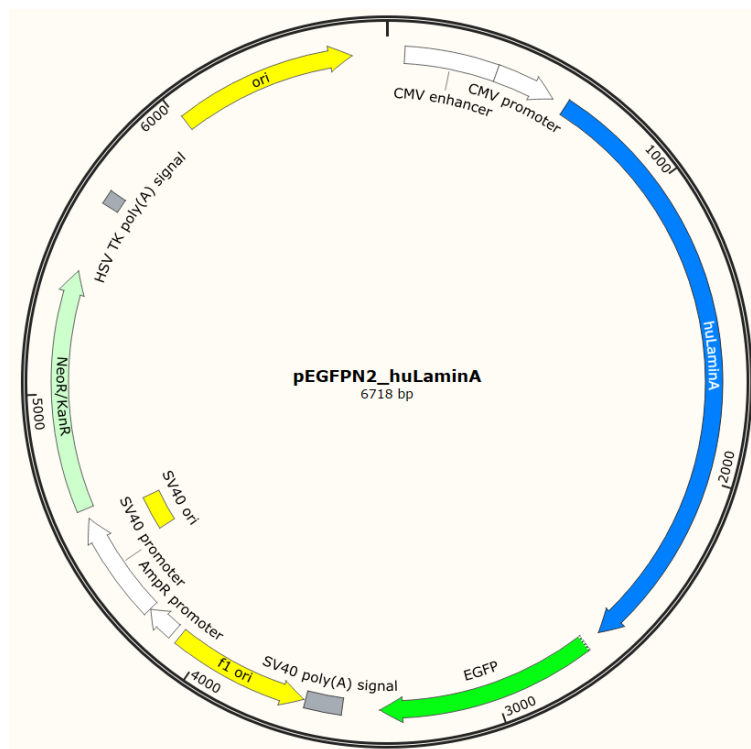 ori
CMV enhancer
CMV promoter
6000
1000
HSV TK poly(A) signal
huLaminA
NeoR/KanR
pEGFPN2_huLaminA
6718 bp
5000
2000
SV40 ori
SV40 promoter
AmpR promoter
f1 ori
SV40 poly(A) signal
EGFP
4000
3000